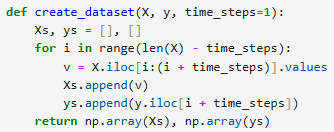 def create_dataset(X, y, time_steps=1):
    Xs, ys = [], []
    for i in range(len(X) - time_steps):
        v = X.iloc[i:(i + time_steps)].values
        Xs.append(v)
        ys.append(y.iloc[i + time_steps])
    return np.array(Xs), np.array(ys)